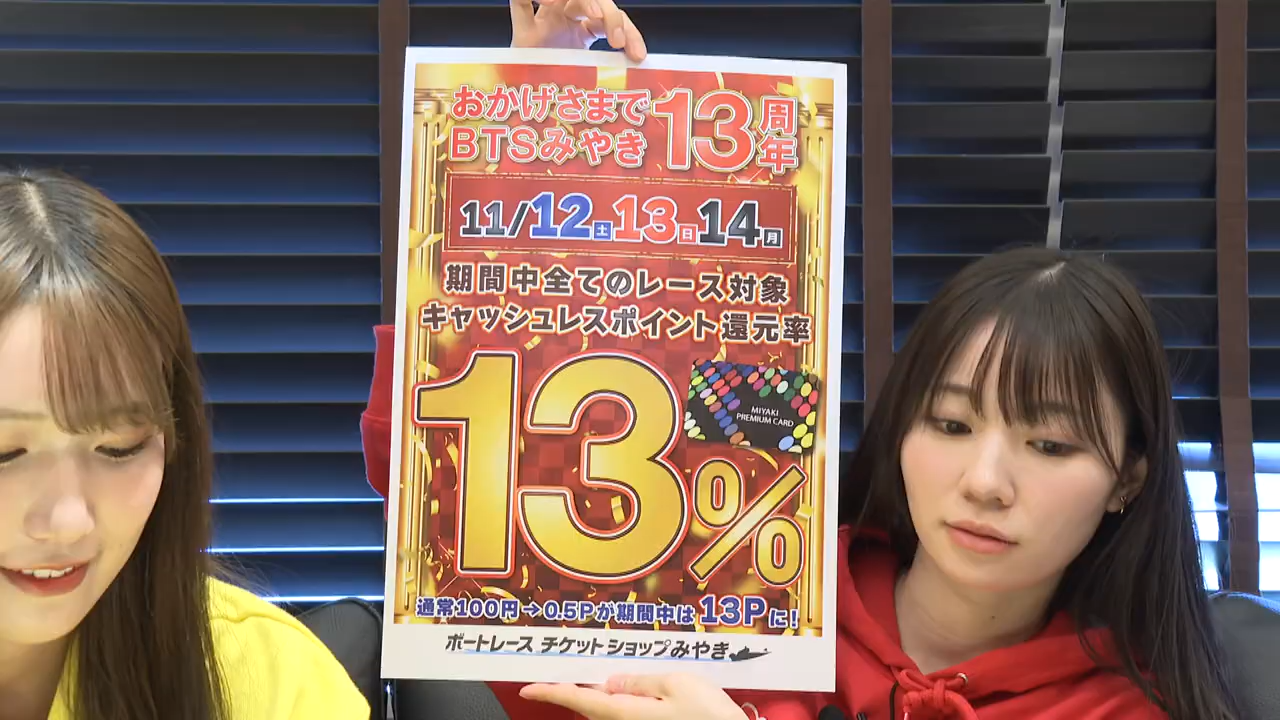 おかげさまで
BTSみやき
13周年
11/12土13日14月
期間中全てのレース対象
キャッシュレスポイント還元率
13%
MIYAKI
PREMIUM CARD
通常100円→0.5Pが期間中は13Pに!
ボートレース チケットショップみやき